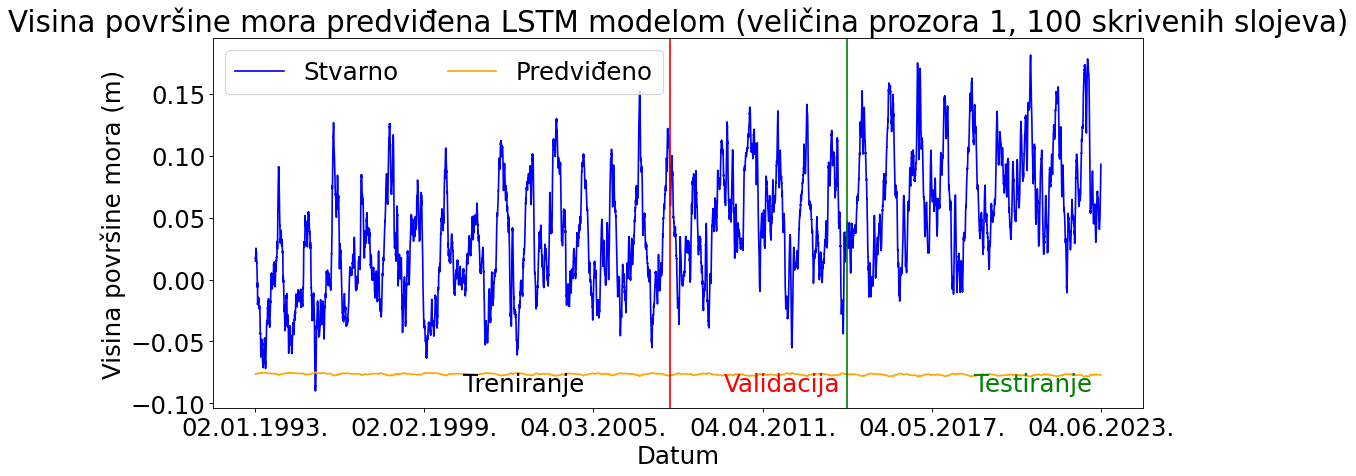 Visina površine mora predviđena LSTM modelom (veličina prozora 1, 100 skrivenih slojeva)
Stvarno Predviđeno
Visina površine mora (m)
0.15
0.10
0.05
0.00
−0.05
−0.10
Treniranje Validacija Testiranje
02.01.1993. 02.02.1999. 04.03.2005. 04.04.2011. 04.05.2017. 04.06.2023.
Datum